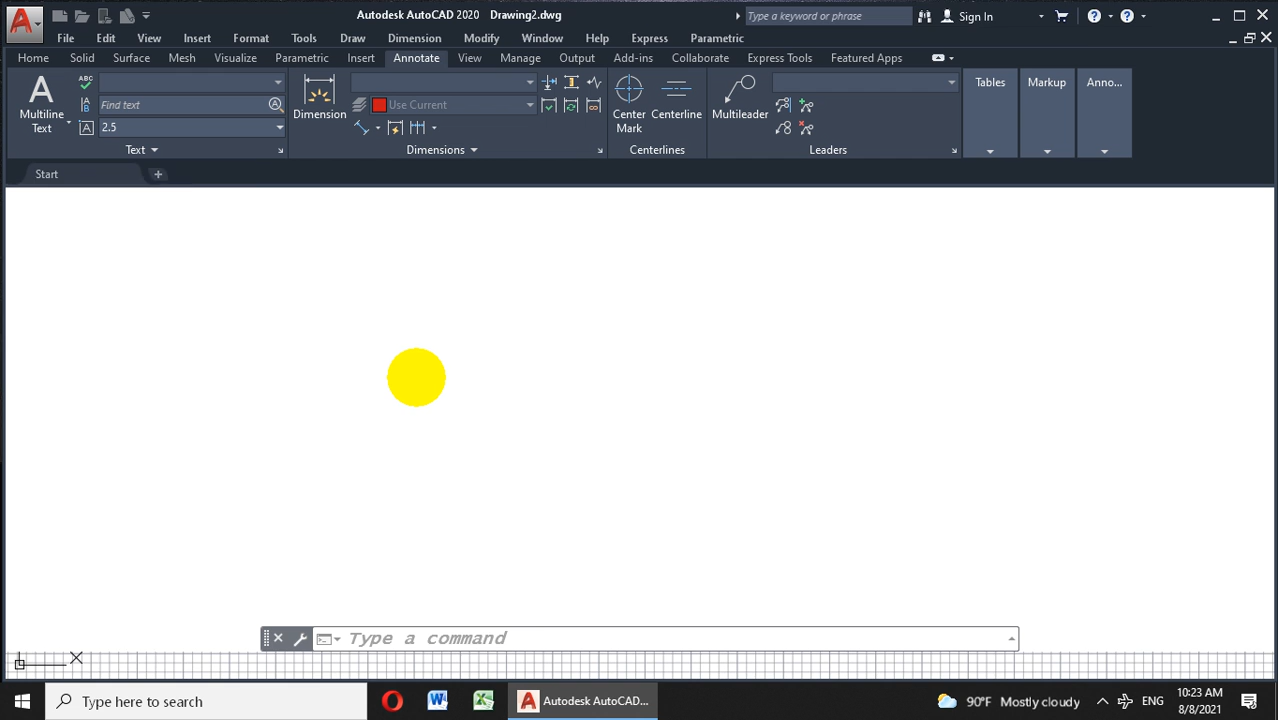 Autodesk AutoCAD 2020 Drawing2.dwg
Type a keyword or phrase
Sign In
File Edit View Insert Format Tools Draw Dimension Modify Window Help Express Parametric
Home Solid Surface Mesh Visualize Parametric Insert Annotate View Manage Output Add-ins Collaborate Express Tools Featured Apps
Multiline
Text
ABC
Find text
2.5
Text
Dimension
Use Current
Dimensions
Center
Mark
Centerline
Centerlines
Multileader
Leaders
Tables
Markup
Anno...
Start
Type a command
X
Type here to search
Autodesk AutoCAD...
90°F Mostly cloudy
ENG
10:23 AM
8/8/2021